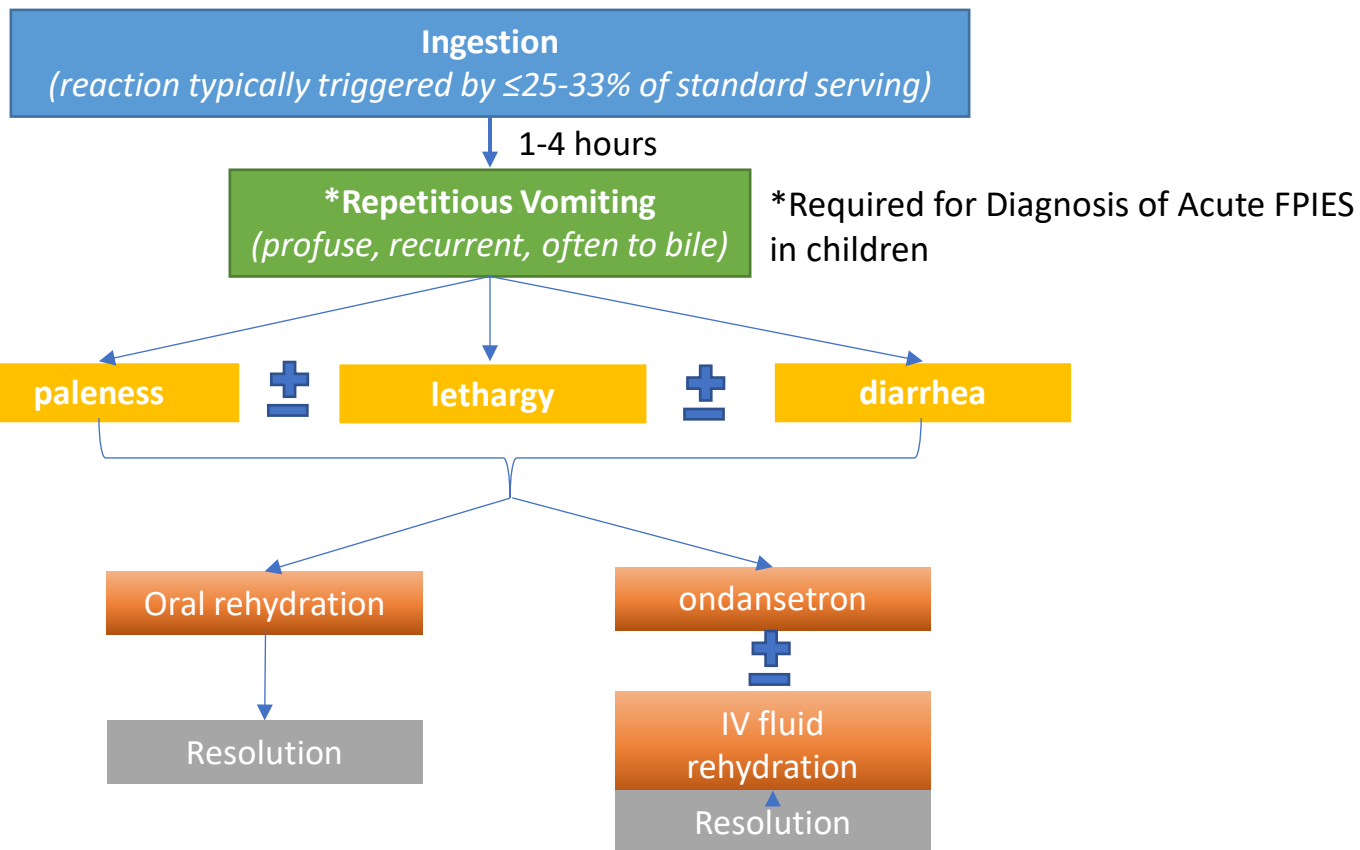 Ingestion
(reaction typically triggered by ≤25-33% of standard serving)
1-4 hours
*Repetitious Vomiting
(profuse, recurrent, often to bile)
*Required for Diagnosis of Acute FPIES
in children
paleness
±
lethargy
±
diarrhea
Oral rehydration
ondansetron
±
Resolution
IV fluid
rehydration
Resolution